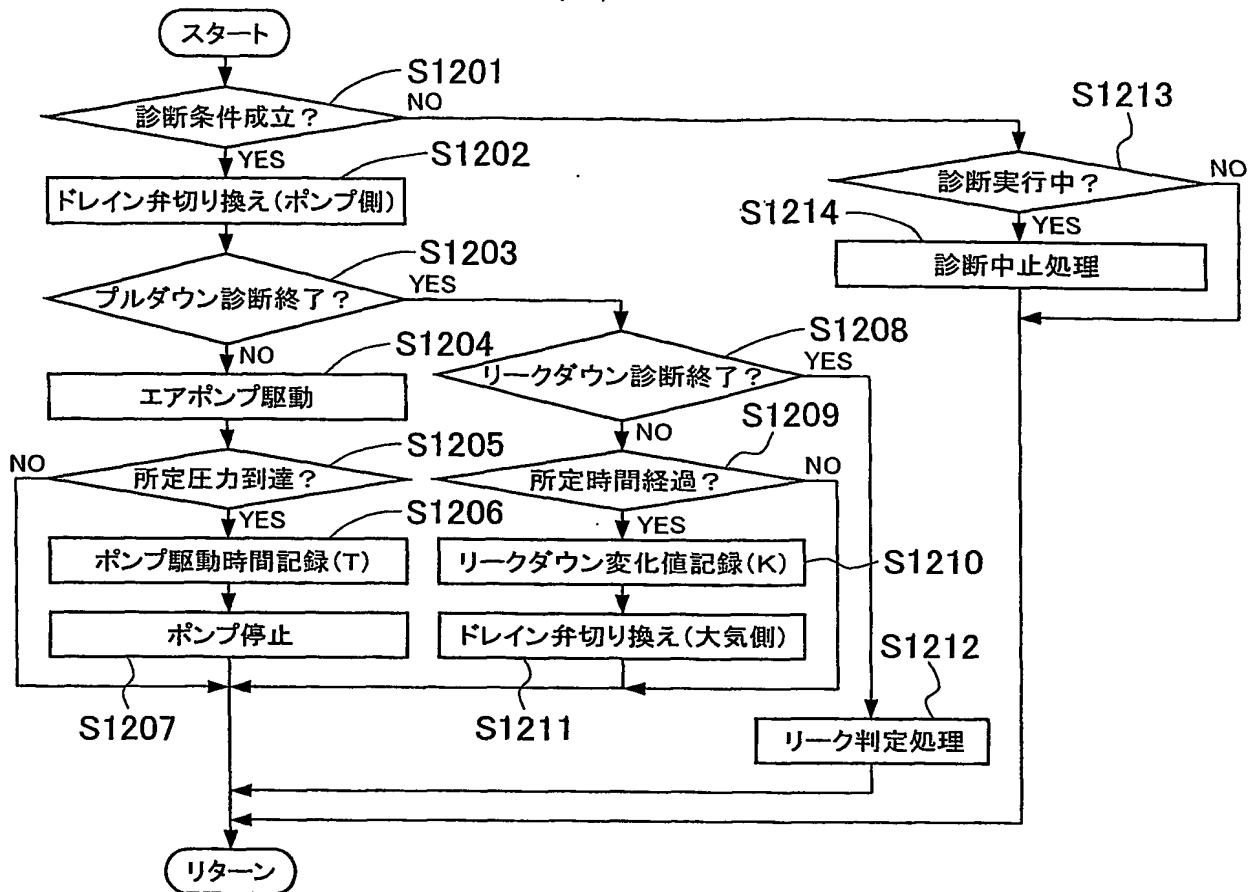 スタート
S1201
診断条件成立?
NO
YES
S1202
ドレイン弁切り換え(ポンプ側)
S1203
プルダウン診断終了?
YES
NO
S1204
エアポンプ駆動
S1205
所定圧力到達?
NO
YES
S1206
ポンプ駆動時間記録(T)
ポンプ停止
S1207
S1208
リークダウン診断終了?
YES
NO
S1209
所定時間経過?
NO
YES
リークダウン変化値記録(K)
S1210
ドレイン弁切り換え(大気側)
S1211
S1212
リーク判定処理
S1213
診断実行中?
NO
YES
S1214
診断中止処理
リターン